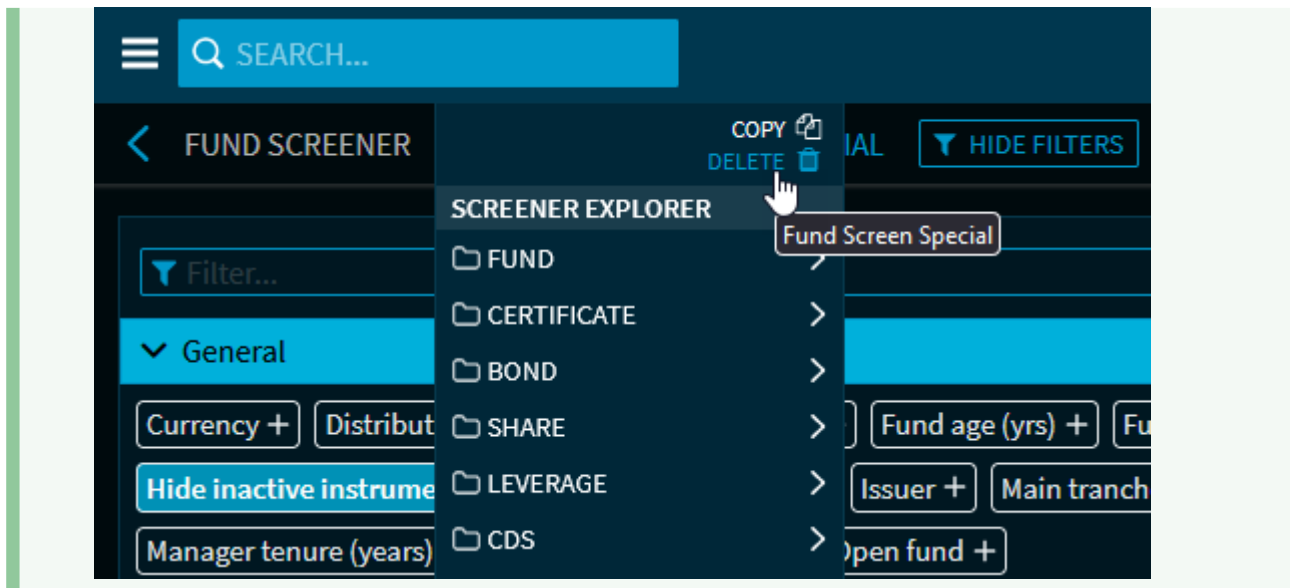 SEARCH...
FUND SCREENER
COPY
DELETE
IAL
HIDE FILTERS
SCREENER EXPLORER
Fund Screen Special
Filter...
FUND
CERTIFICATE
General
BOND
Currency + Distribut
SHARE
Fund age (yrs) + Fu
Hide inactive instrume
LEVERAGE
Issuer + Main tranch
Manager tenure (years)
CDS
Open fund +